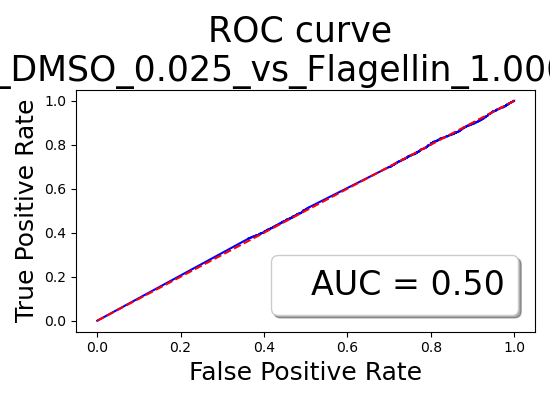 ROC curve
_DMSO_0.025_vs_Flagellin_1.000
True Positive Rate
1.0
0.8
0.6
0.4
0.2
0.0
AUC = 0.50
0.0 0.2 0.4 0.6 0.8 1.0
False Positive Rate